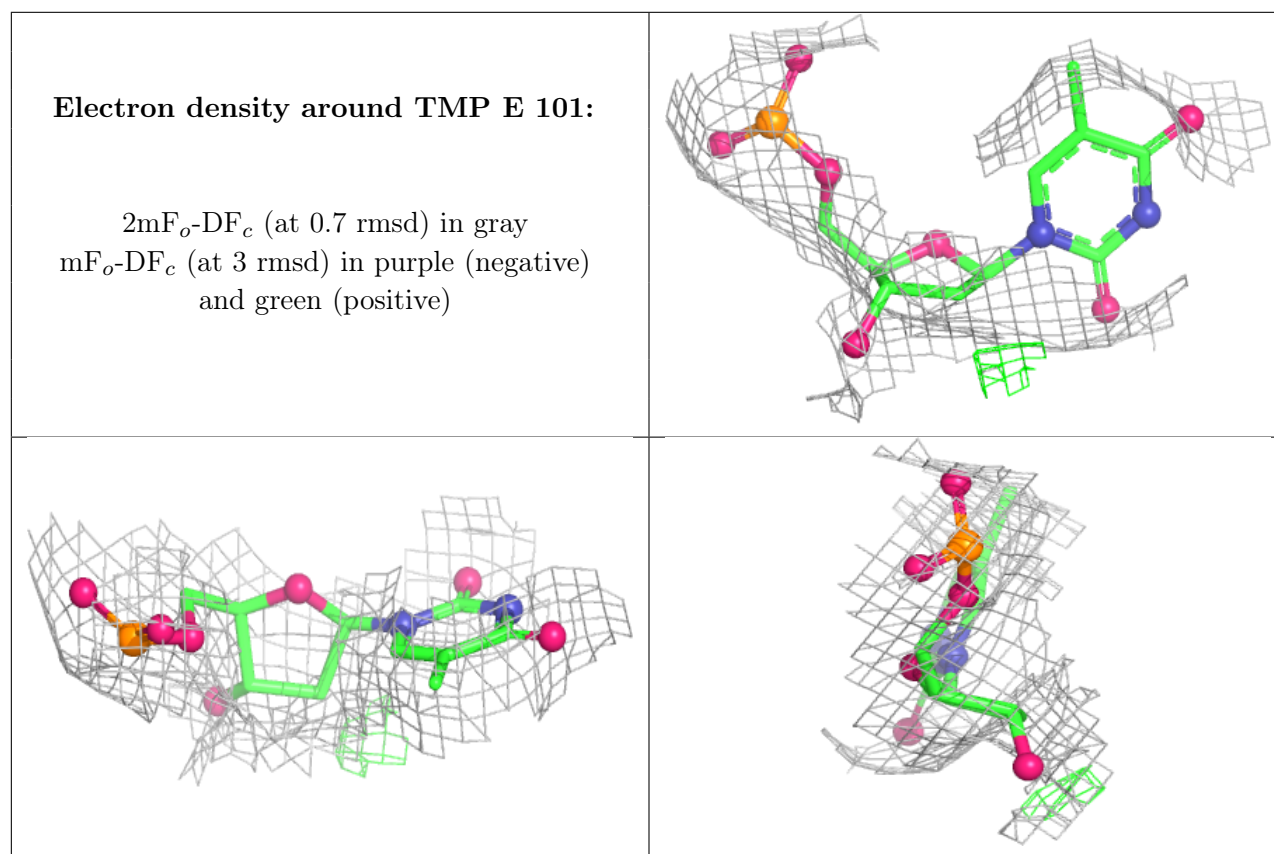 Electron density around TMP E 101:
2mFo-DFc (at 0.7 rmsd) in gray
mFo-DFc (at 3 rmsd) in purple (negative)
and green (positive)